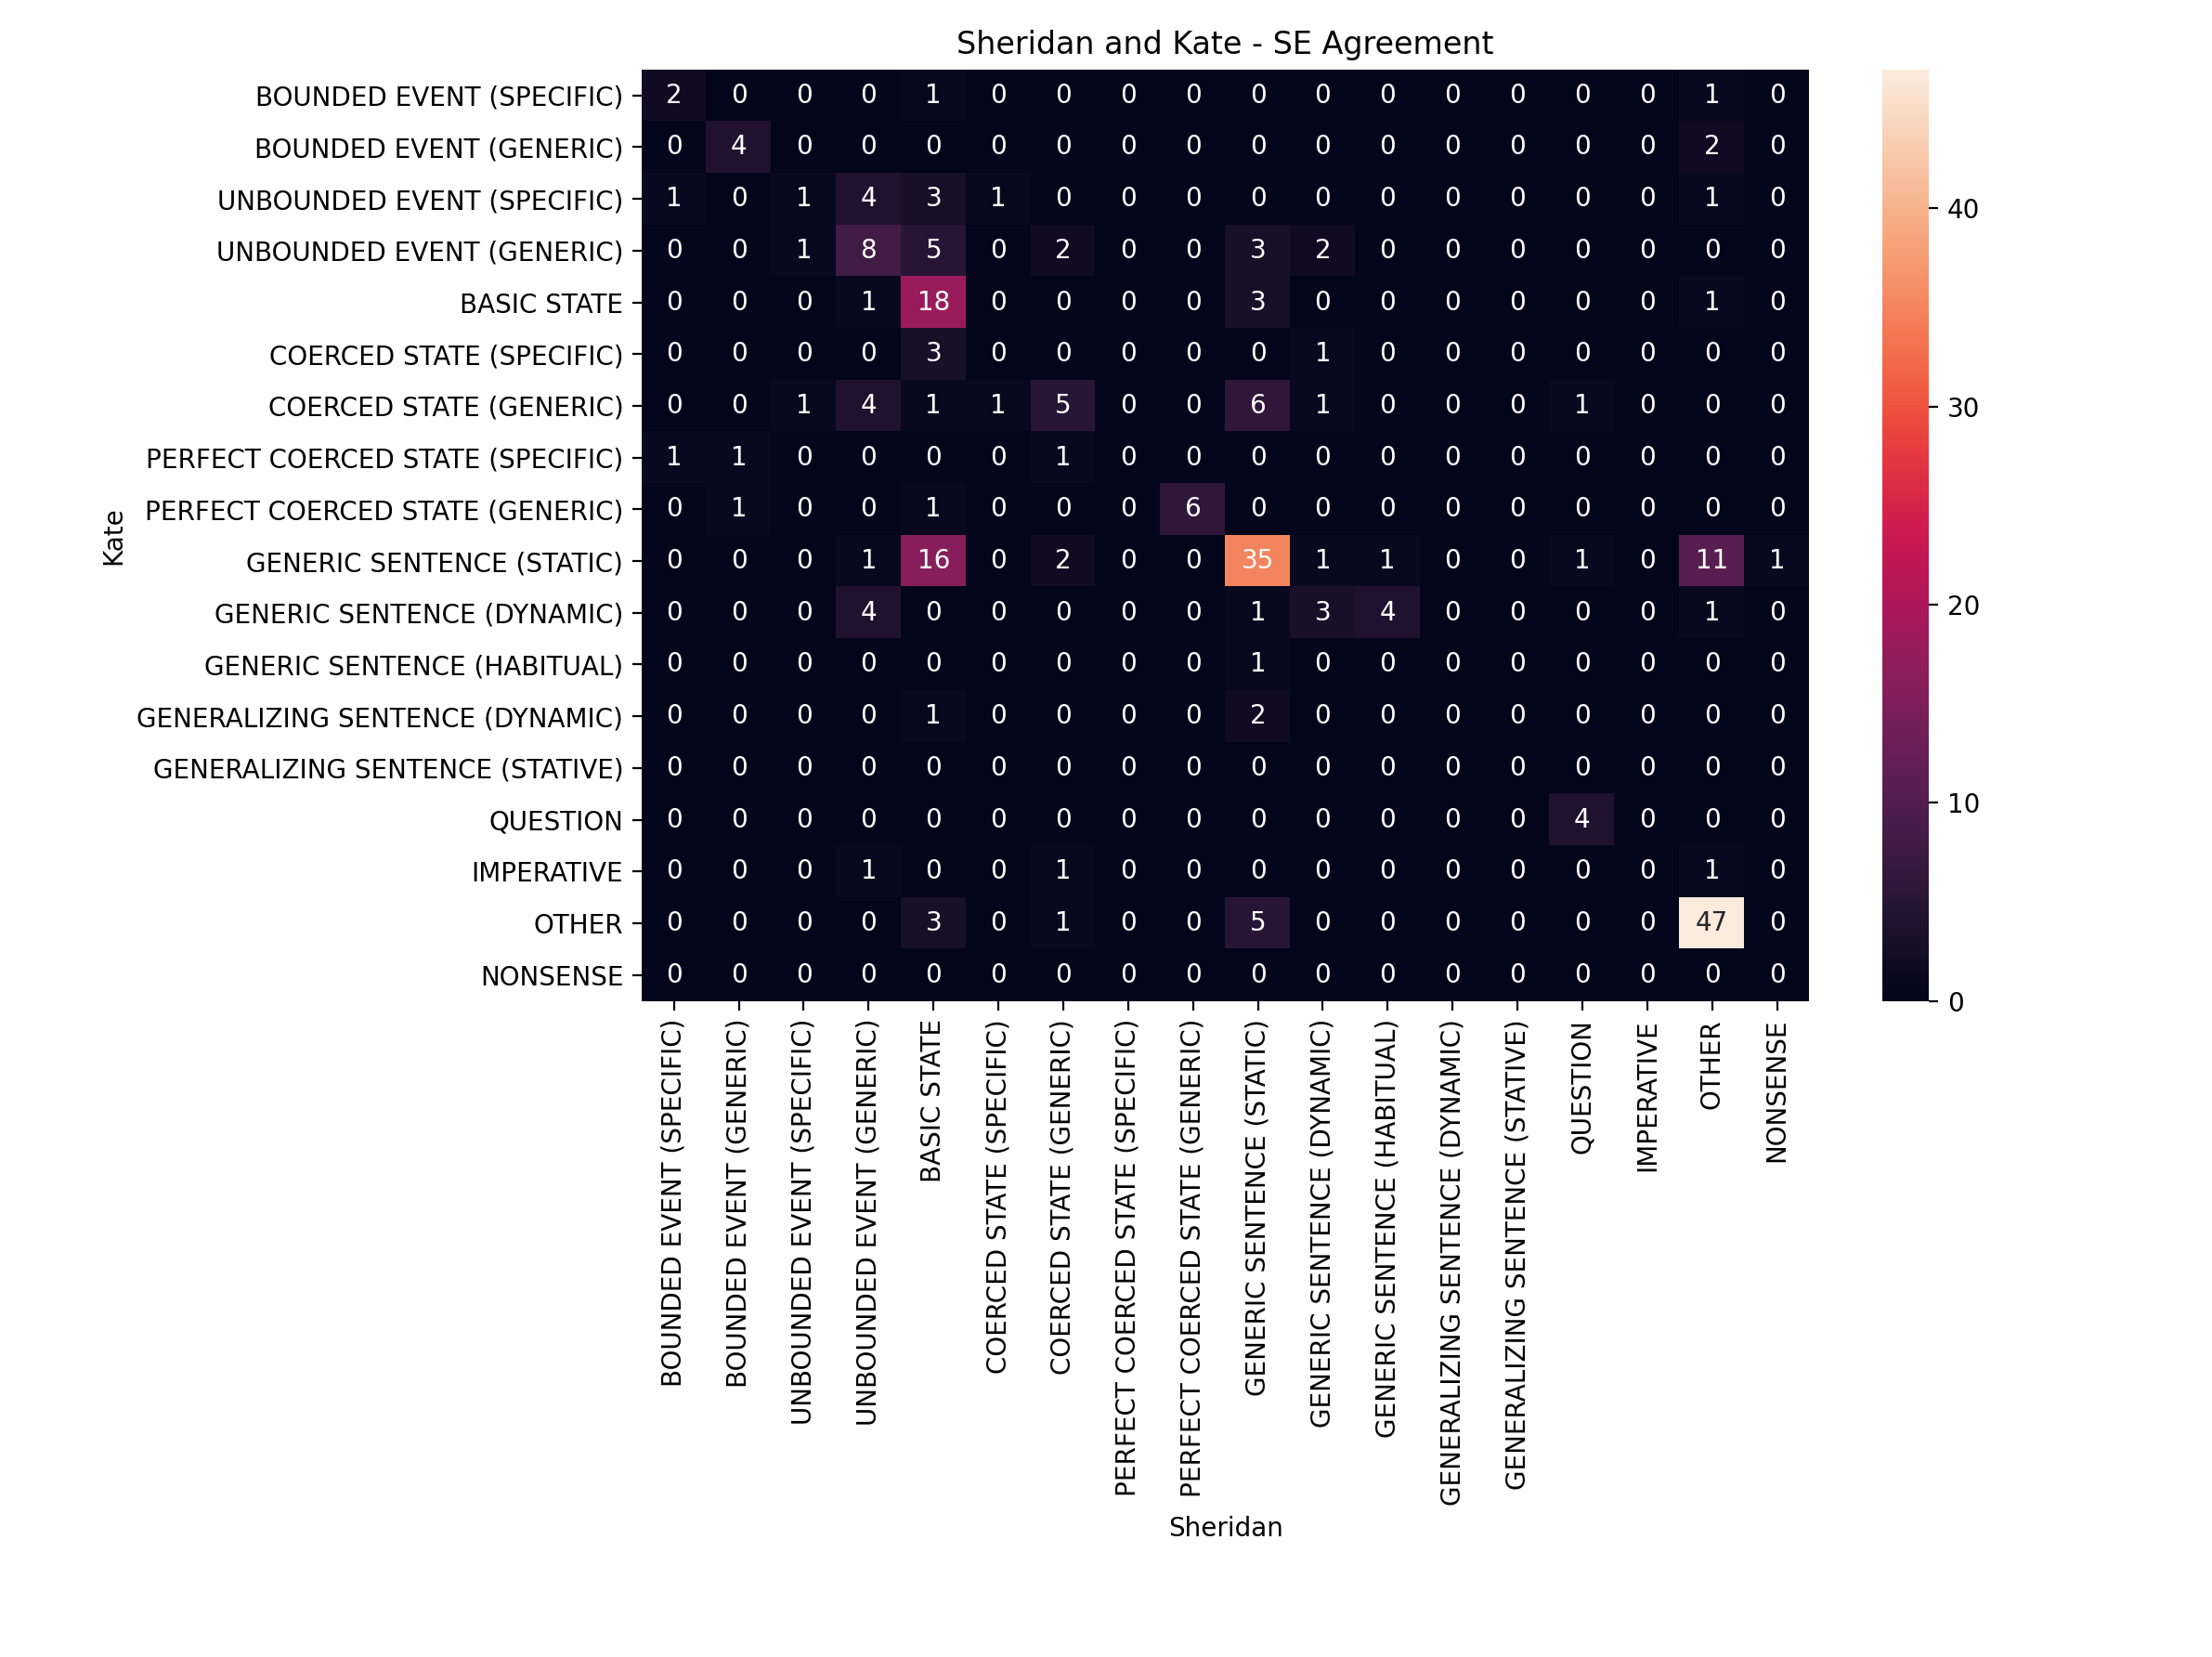 Sheridan and Kate - SE Agreement
BOUNDED EVENT (SPECIFIC) 2 0 0 0 1 0 0 0 0 0 0 0 0 0 0 0 1 0
BOUNDED EVENT (GENERIC) 0 4 0 0 0 0 0 0 0 0 0 0 0 0 0 0 2 0
UNBOUNDED EVENT (SPECIFIC) 1 0 1 4 3 1 0 0 0 0 0 0 0 0 0 0 1 0
UNBOUNDED EVENT (GENERIC) 0 0 1 8 5 0 2 0 0 3 2 0 0 0 0 0 0 0
BASIC STATE 0 0 0 1 18 0 0 0 0 3 0 0 0 0 0 0 1 0
COERCED STATE (SPECIFIC) 0 0 0 0 3 0 0 0 0 0 1 0 0 0 0 0 0 0
COERCED STATE (GENERIC) 0 0 1 4 1 1 5 0 0 6 1 0 0 0 1 0 0 0
PERFECT COERCED STATE (SPECIFIC) 1 1 0 0 0 0 1 0 0 0 0 0 0 0 0 0 0 0
PERFECT COERCED STATE (GENERIC) 0 1 0 0 1 0 0 0 6 0 0 0 0 0 0 0 0 0
GENERIC SENTENCE (STATIC) 0 0 0 1 16 0 2 0 0 35 1 1 0 0 1 0 11 1
GENERIC SENTENCE (DYNAMIC) 0 0 0 4 0 0 0 0 0 1 3 4 0 0 0 0 1 0
GENERIC SENTENCE (HABITUAL) 0 0 0 0 0 0 0 0 0 1 0 0 0 0 0 0 0 0
GENERALIZING SENTENCE (DYNAMIC) 0 0 0 0 1 0 0 0 0 2 0 0 0 0 0 0 0 0
GENERALIZING SENTENCE (STATIVE) 0 0 0 0 0 0 0 0 0 0 0 0 0 0 0 0 0 0
QUESTION 0 0 0 0 0 0 0 0 0 0 0 0 0 0 4 0 0 0
IMPERATIVE 0 0 0 1 0 0 1 0 0 0 0 0 0 0 0 0 1 0
OTHER 0 0 0 0 3 0 1 0 0 5 0 0 0 0 0 0 47 0
NONSENSE 0 0 0 0 0 0 0 0 0 0 0 0 0 0 0 0 0 0
Kate
BOUNDED EVENT (SPECIFIC)
BOUNDED EVENT (GENERIC)
UNBOUNDED EVENT (SPECIFIC)
UNBOUNDED EVENT (GENERIC)
BASIC STATE
COERCED STATE (SPECIFIC)
COERCED STATE (GENERIC)
PERFECT COERCED STATE (SPECIFIC)
PERFECT COERCED STATE (GENERIC)
GENERIC SENTENCE (STATIC)
GENERIC SENTENCE (DYNAMIC)
GENERIC SENTENCE (HABITUAL)
GENERALIZING SENTENCE (DYNAMIC)
GENERALIZING SENTENCE (STATIVE)
QUESTION
IMPERATIVE
OTHER
NONSENSE
Sheridan
40
30
20
10
0